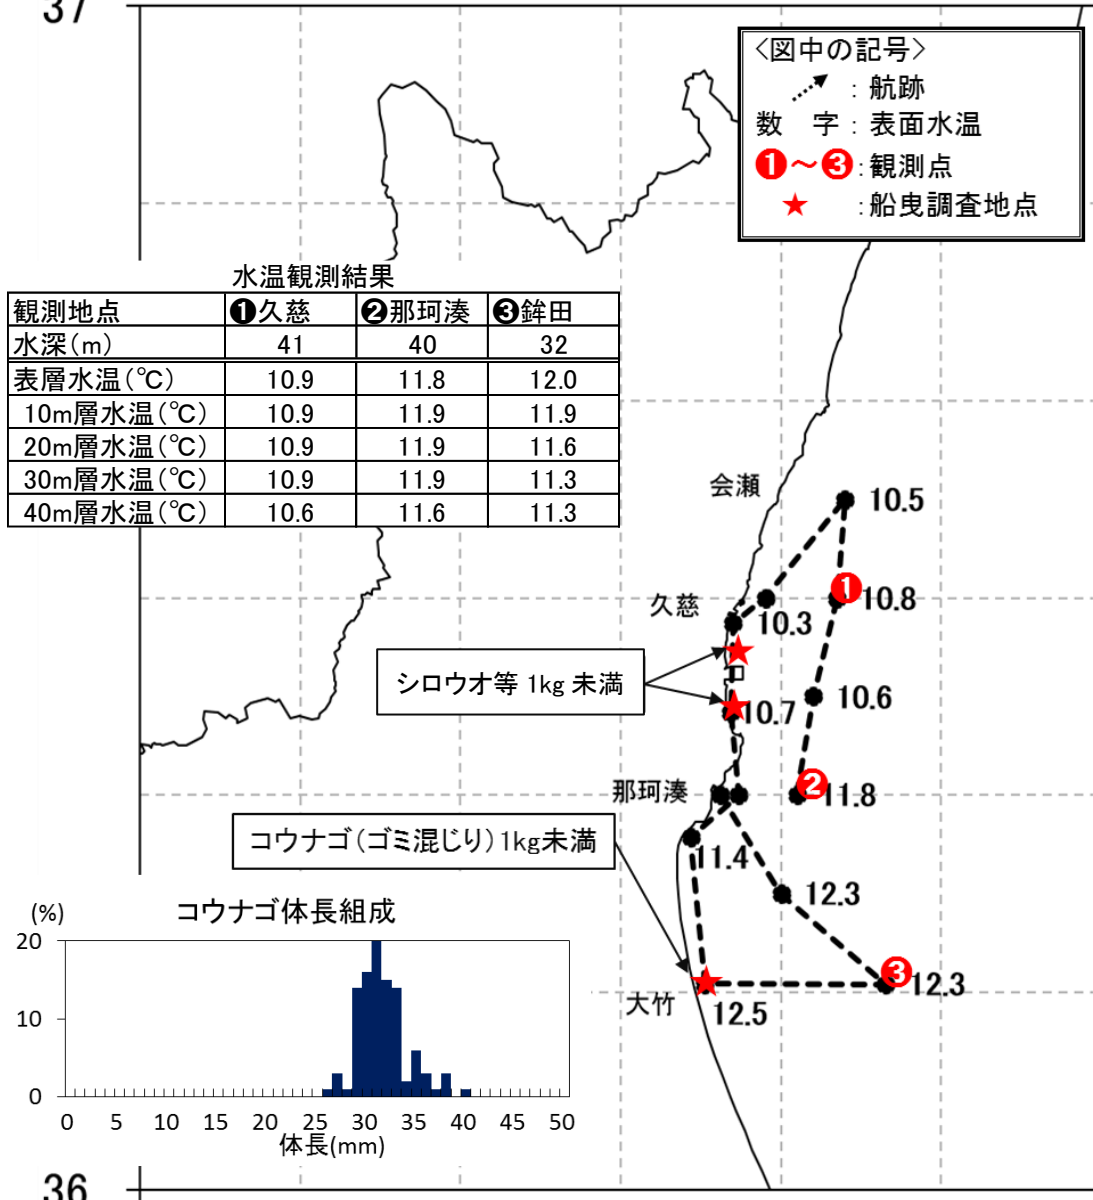 37
<図中の記号>
：航跡
数　字：表面水温
❶～❸：観測点
★：船曳調査地点
水温観測結果
観測地点 ❶久慈 ❷那珂湊 ❸鉾田
水深(m) 41 40 32
表層水温(℃) 10.9 11.8 12.0
10m層水温(℃) 10.9 11.9 11.9
20m層水温(℃) 10.9 11.9 11.6
30m層水温(℃) 10.9 11.9 11.3
40m層水温(℃) 10.6 11.6 11.3
会瀬
10.5
❶
10.8
久慈
10.3
シロウオ等 1kg 未満
10.7
10.6
那珂湊
❷
11.8
コウナゴ(ゴミ混じり)1kg未満
11.4
12.3
❸
12.3
大竹
12.5
コウナゴ体長組成
(%)
20
10
0
0 5 10 15 20 25 30 35 40 45 50
体長(mm)
36